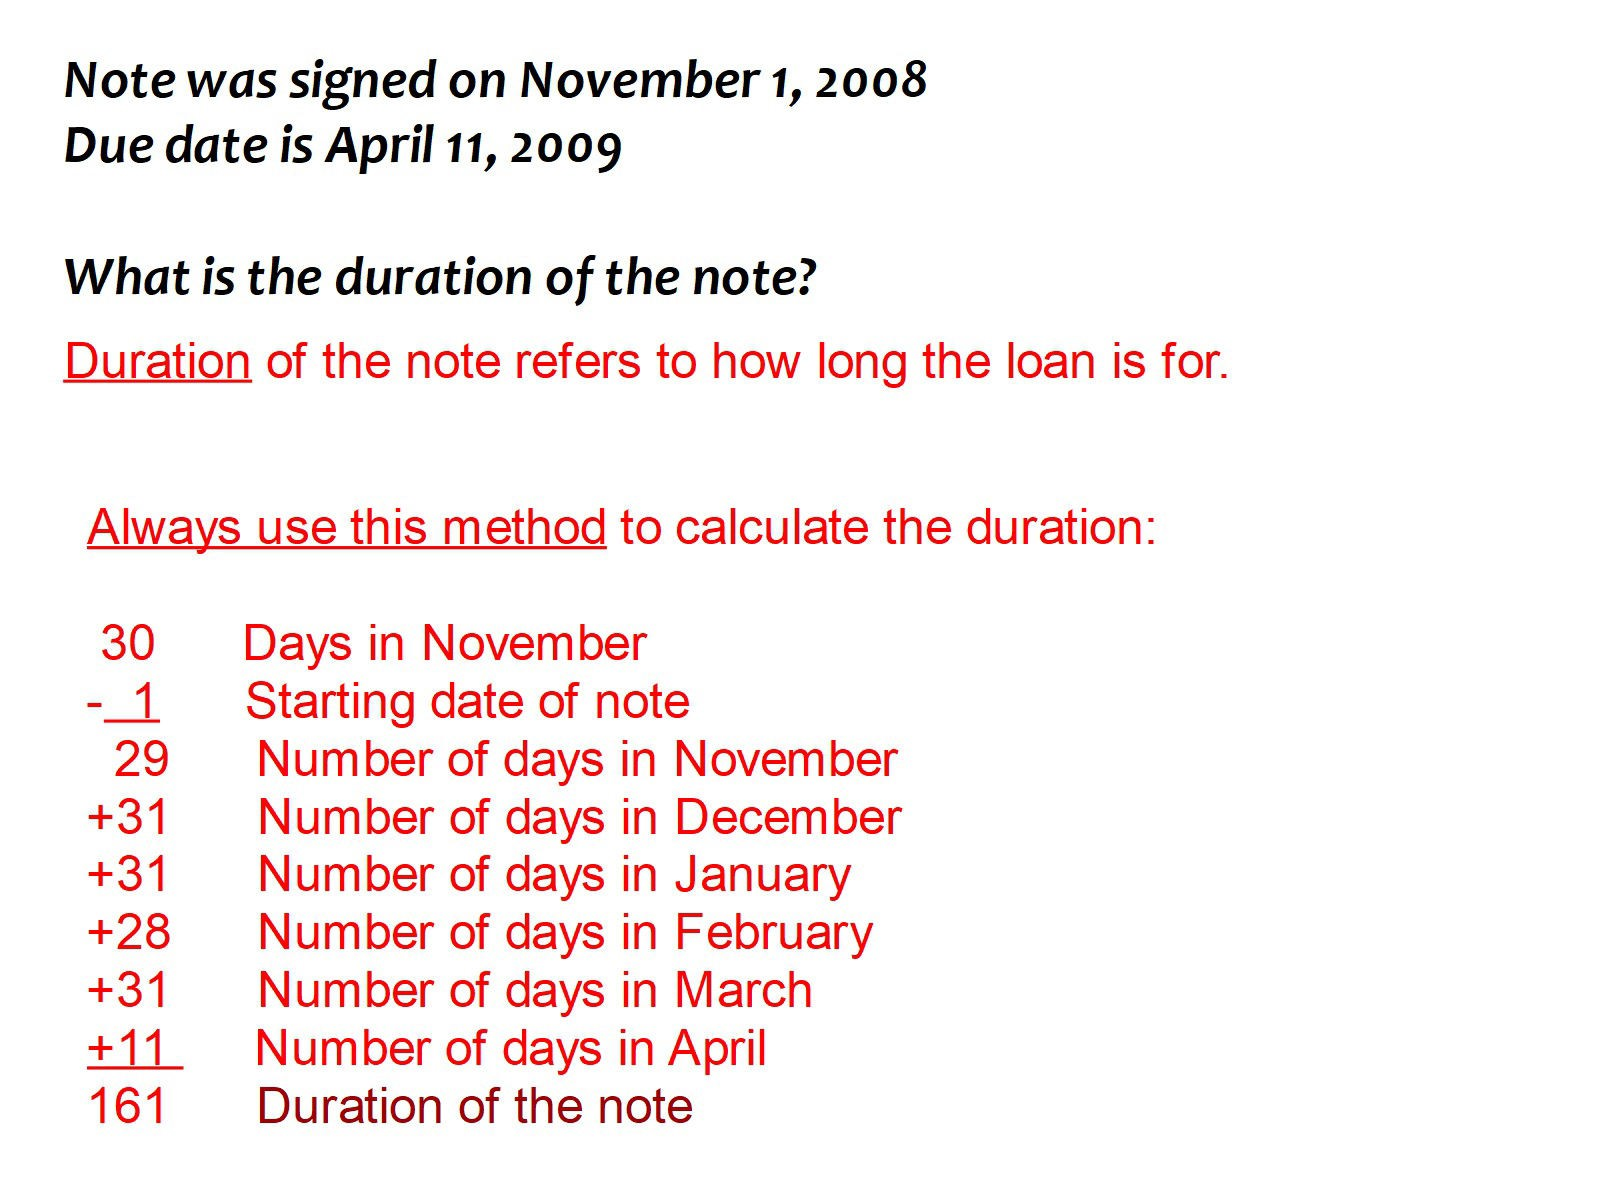 Note was signed on November 1, 2008
Due date is April 11, 2009
What is the duration of the note?
Duration of the note refers to how long the loan is for.
Always use this method to calculate the duration:
30 Days in November
- 1 Starting date of note
29 Number of days in November
+31 Number of days in December
+31 Number of days in January
+28 Number of days in February
+31 Number of days in March
+11 Number of days in April
161 Duration of the note